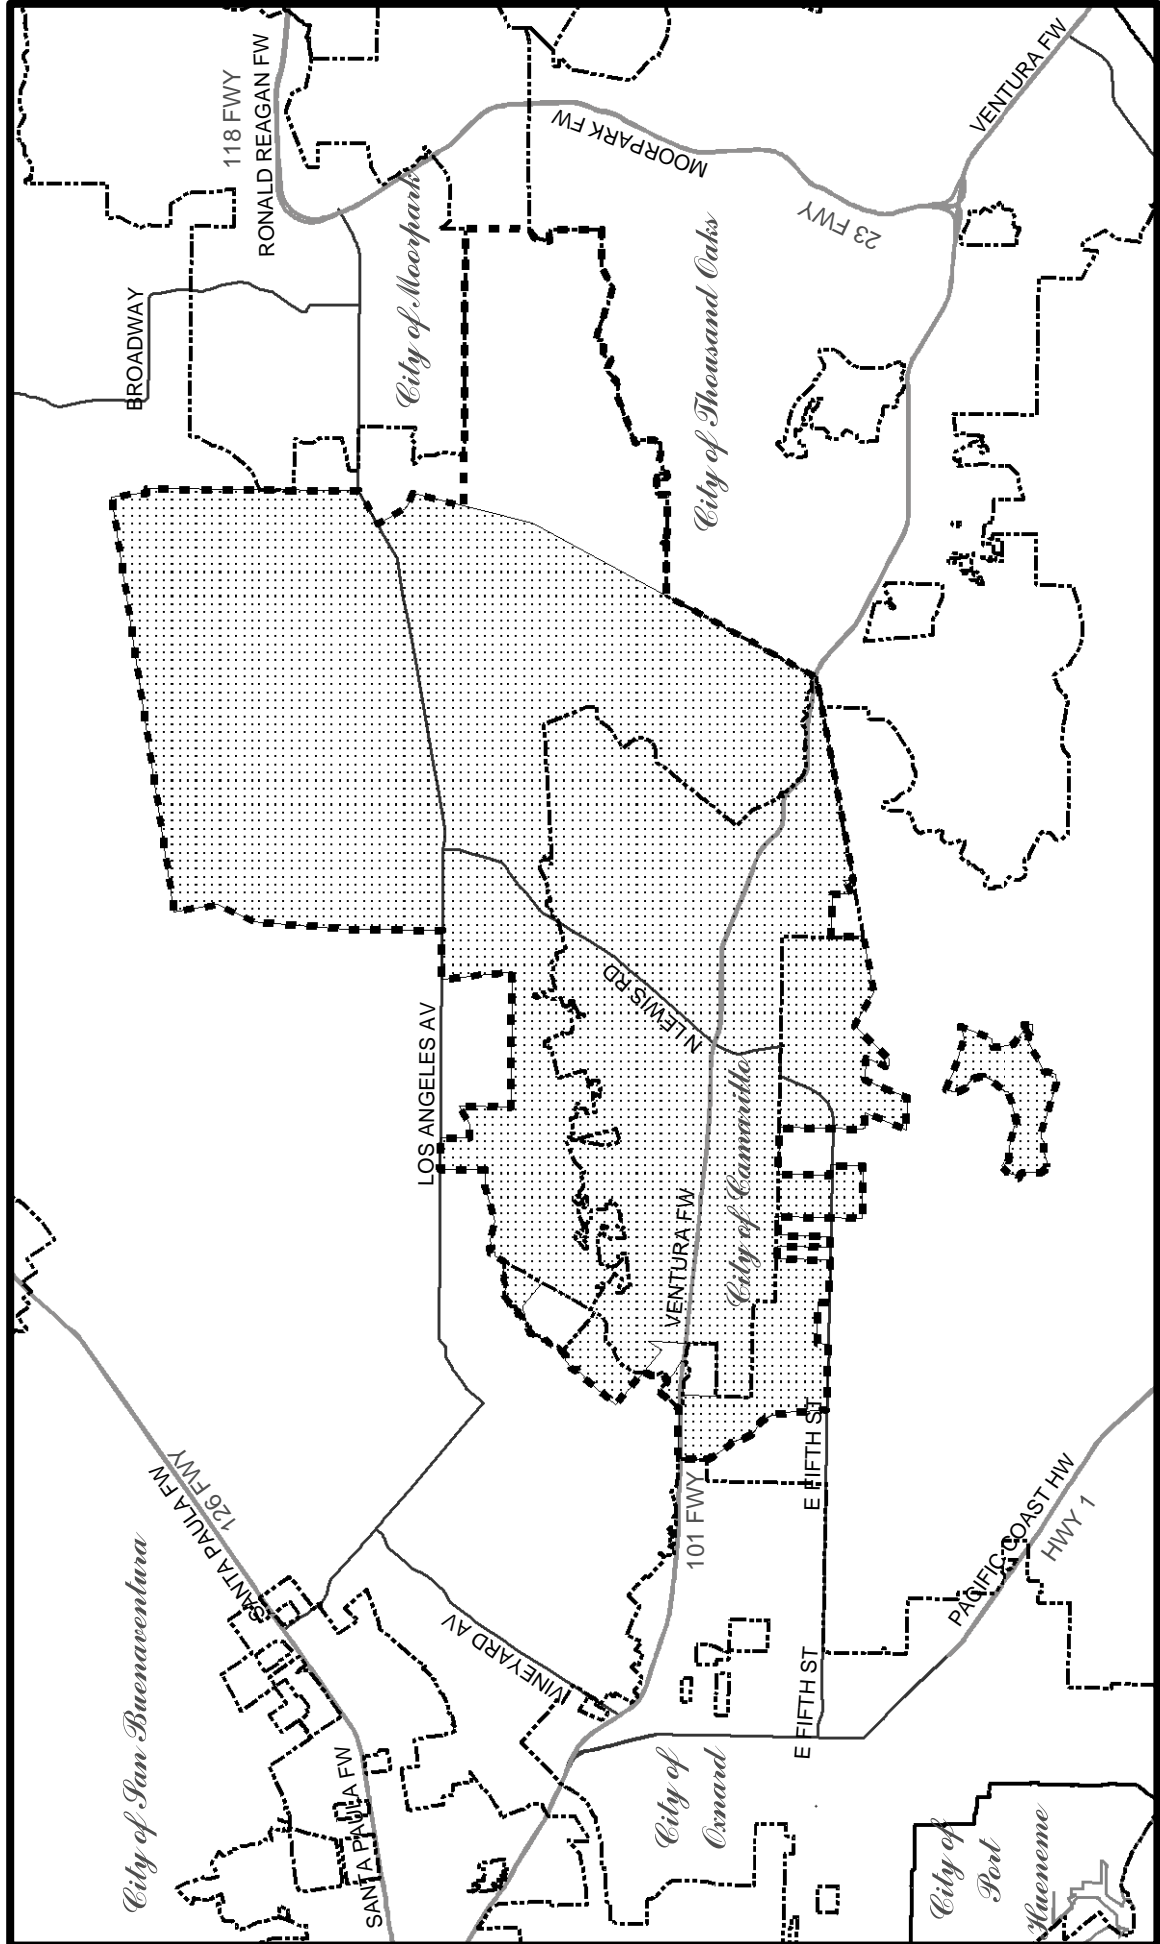 118 FWY
RONALD REAGAN FW
BROADWAY
City of Moorpark
MOORPARK FW
23 FWY
VENTURA FW
City of Thousand Oaks
LOS ANGELES AV
N LEWIS RD
VENTURA FW
City of Camarillo
101 FWY
E FIFTH ST
E FIFTH ST
PACIFIC COAST HW
HWY 1
126 FWY
SANTA PAULA FW
SANTA PAULA FW
City of San Buenaventura
VINEYARD AV
City of
Oxnard
City of
Port
Hueneme